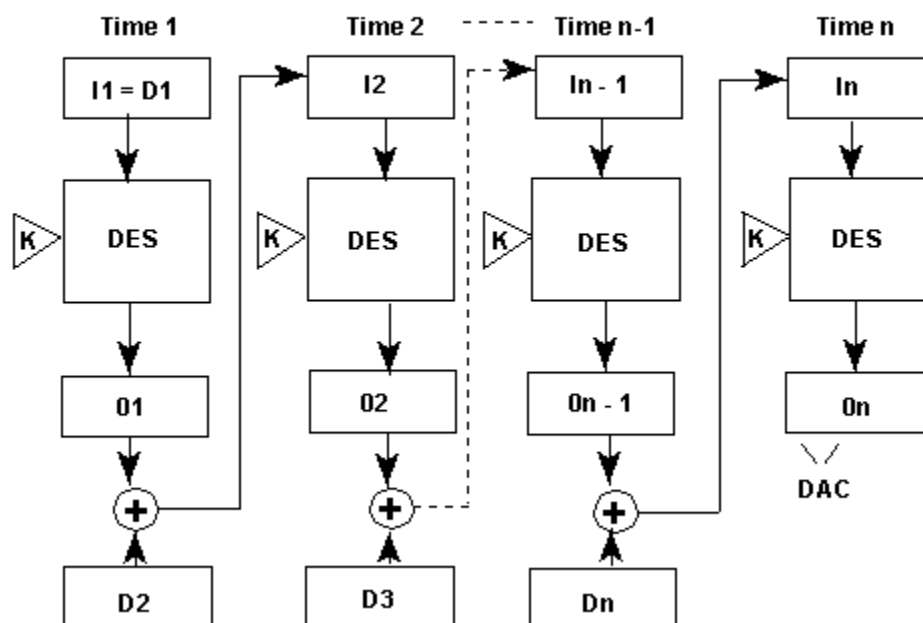 Time 1 Time 2 Time n-1 Time n
I1 = D1 I2 In - 1 In
K DES K DES K DES K DES
01 02 0n - 1 0n
+ + +
DAC
D2 D3 Dn